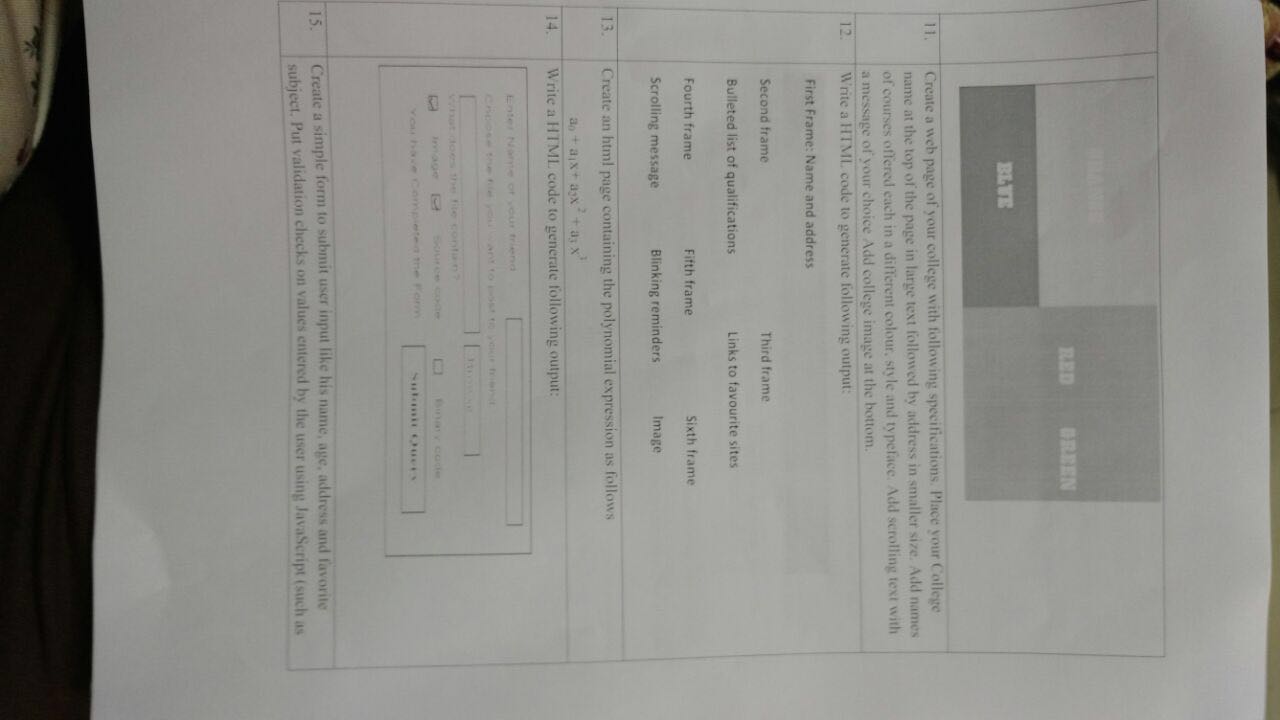 ORANGE
RED GREEN
BLUE
11. Create a web page of your college with following specifications. Place your College
name at the top of the page in large text followed by address in smaller size. Add names
of courses offered each in a different colour, style and typeface. Add scrolling text with
a message of your choice Add college image at the bottom.
12. Write a HTML code to generate following output:
First Frame: Name and address
Second frame Third frame
Bulleted list of qualifications Links to favourite sites
Fourth frame Fifth frame Sixth frame
Scrolling message Blinking reminders Image
13. Create an html page containing the polynomial expression as follows
a₀ + a₁x+ a₂x² + a₃ x³
14. Write a HTML code to generate following output:
Enter Name of your friend
Choose the file you want to post to your friend
Browse
What does the file contain?
Image Source code Binary code
You have Completed the Form Submit Query
15. Create a simple form to submit user input like his name, age, address and favorite
subject. Put validation checks on values entered by the user using JavaScript (such as